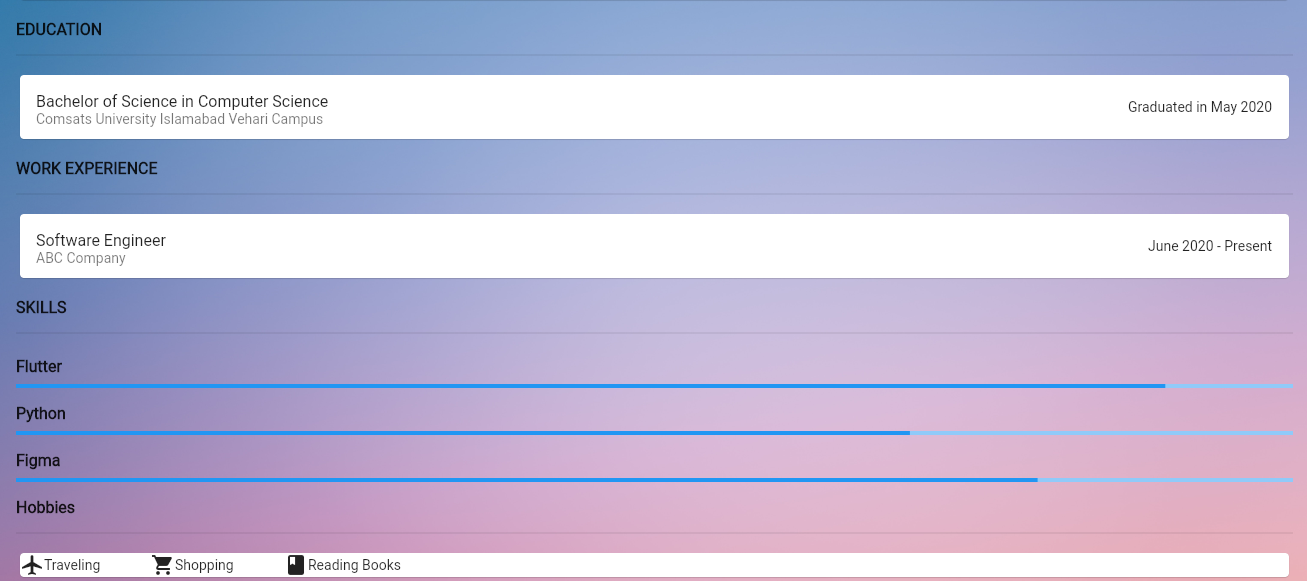 EDUCATION
Bachelor of Science in Computer Science
Graduated in May 2020
Comsats University Islamabad Vehari Campus
WORK EXPERIENCE
Software Engineer
June 2020 - Present
ABC Company
SKILLS
Flutter
Python
Figma
Hobbies
Traveling Shopping Reading Books